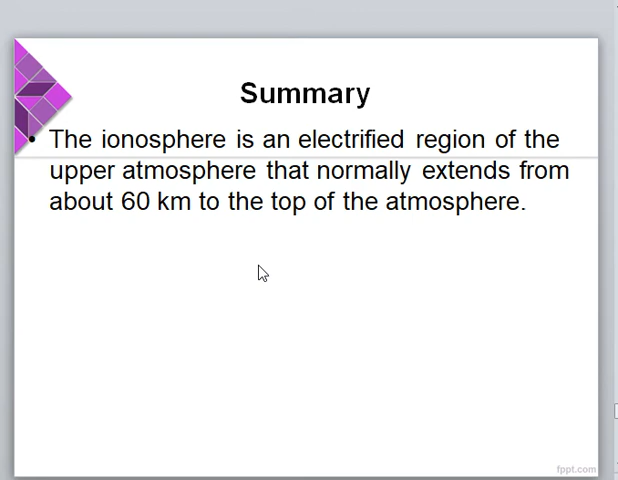 Summary
• The ionosphere is an electrified region of the
upper atmosphere that normally extends from
about 60 km to the top of the atmosphere.
fppt.com